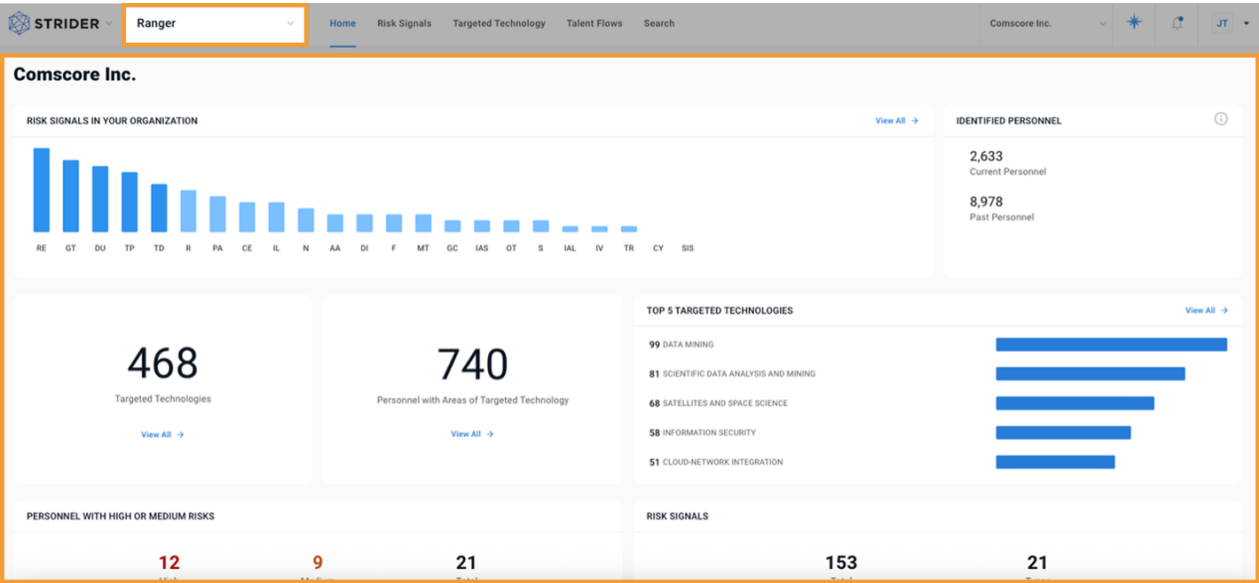 STRIDER
Ranger
Home Risk Signals Targeted Technology Talent Flows Search
Comscore Inc.
JT
Comscore Inc.
RISK SIGNALS IN YOUR ORGANIZATION
View All →
RE GT DU TP TD R PA CE IL N AA DI F MT GC IAS OT S IAL IV TR CY SIS
IDENTIFIED PERSONNEL
2,633
Current Personnel
8,978
Past Personnel
468
Targeted Technologies
View All →
740
Personnel with Areas of Targeted Technology
View All →
TOP 5 TARGETED TECHNOLOGIES
View All →
99 DATA MINING
81 SCIENTIFIC DATA ANALYSIS AND MINING
68 SATELLITES AND SPACE SCIENCE
58 INFORMATION SECURITY
51 CLOUD-NETWORK INTEGRATION
PERSONNEL WITH HIGH OR MEDIUM RISKS
12 9 21
High Medium Total
RISK SIGNALS
153 21
Total Types